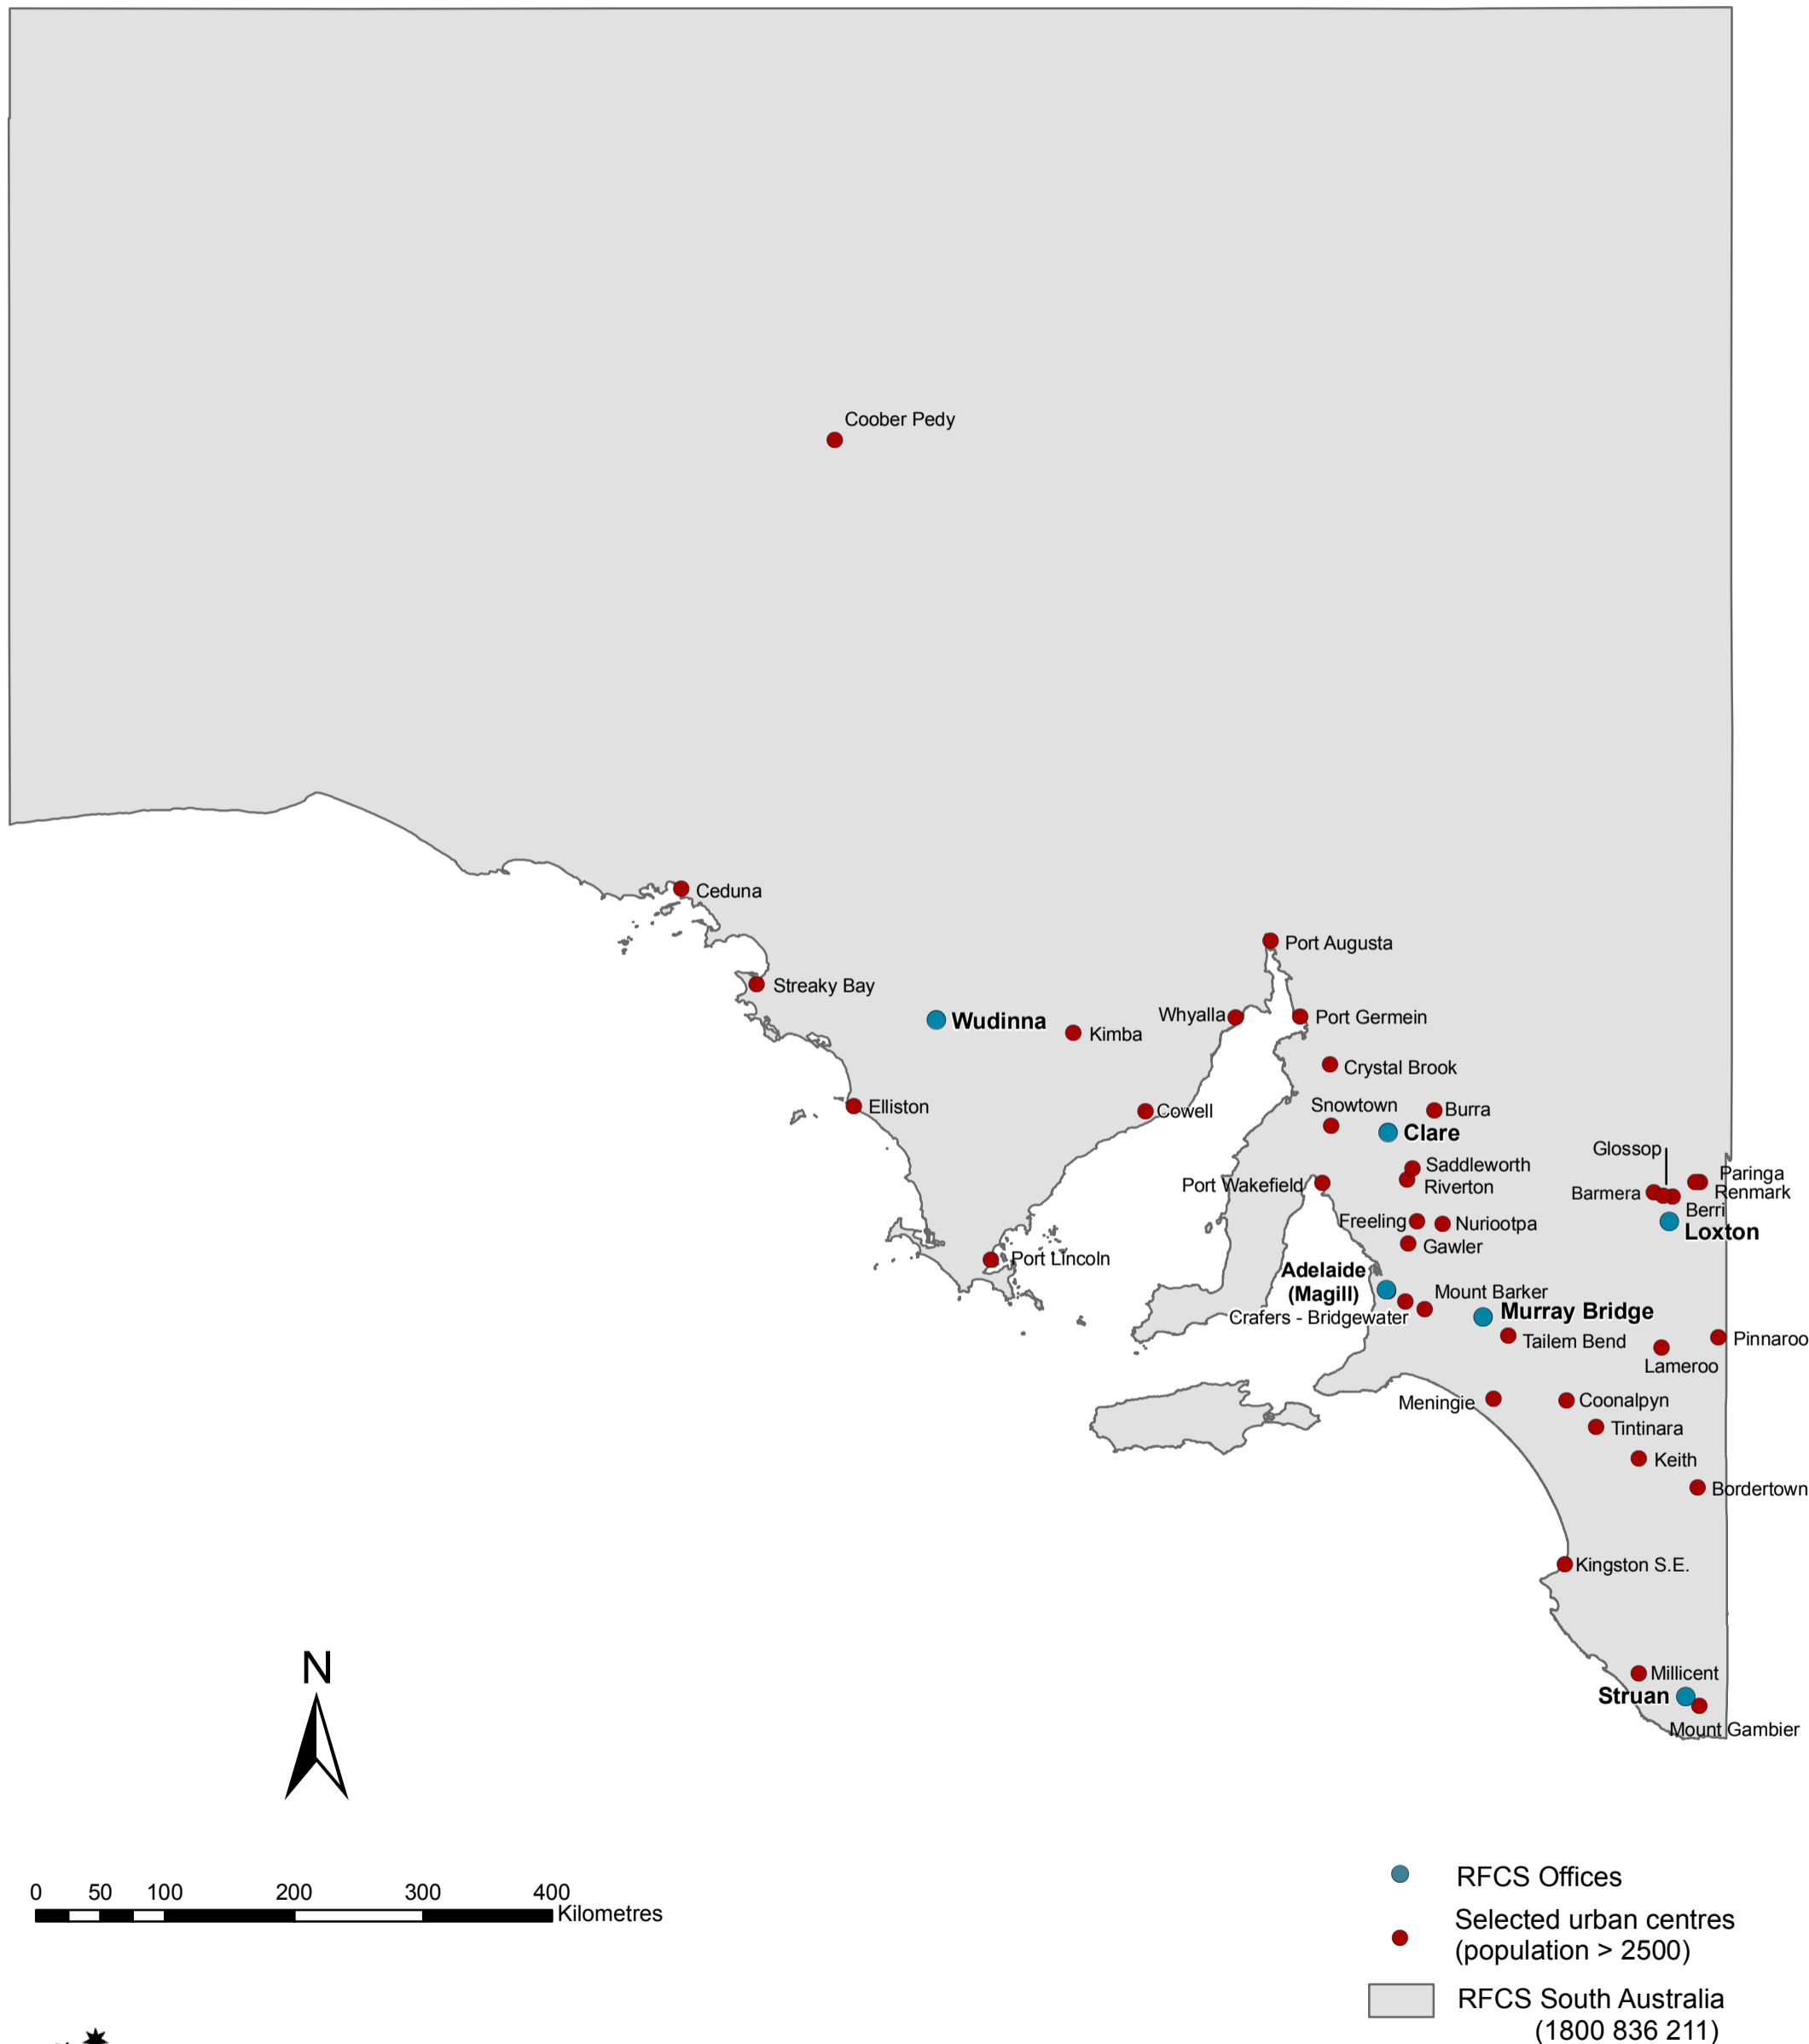 Coober Pedy
Ceduna
Port Augusta
Streaky Bay
Wudinna
Whyalla
Port Germein
Kimba
Crystal Brook
Elliston
Cowell
Snowtown
Burra
Clare
Glossop
Saddleworth
Paringa
Port Wakefield
Riverton
Barmera
Renmark
Berri
Freeling
Nuriootpa
Loxton
Gawler
Port Lincoln
Adelaide
(Magill)
Mount Barker
Crafers - Bridgewater
Murray Bridge
Tailem Bend
Pinnaroo
Lameroo
Meningie
Coonalpyn
Tintinara
Keith
Bordertown
Kingston S.E.
Millicent
Struan
Mount Gambier
N
0 50 100 200 300 400
Kilometres
RFCS Offices
Selected urban centres
(population > 2500)
RFCS South Australia
(1800 836 211)